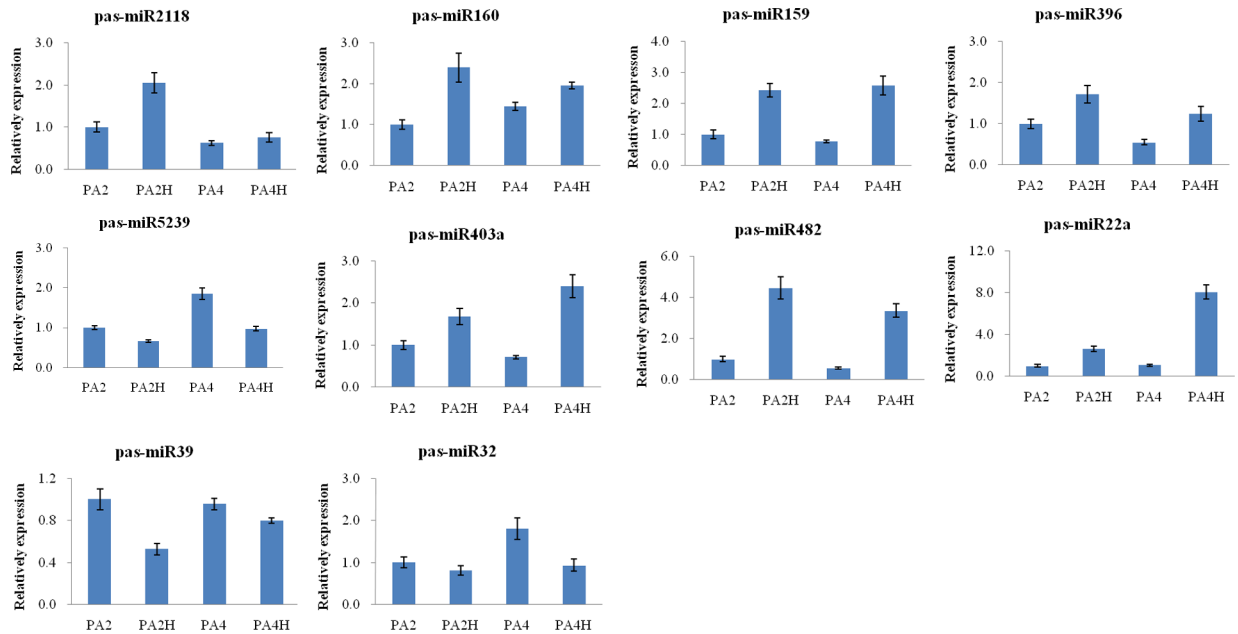 pas-miR2118
Relatively expression
3.0
2.0
1.0
0.0
PA2 PA2H PA4 PA4H
pas-miR160
Relatively expression
3.0
2.0
1.0
0.0
PA2 PA2H PA4 PA4H
pas-miR159
Relatively expresson
4.0
3.0
2.0
1.0
0.0
PA2 PA2H PA4 PA4H
pas-miR396
Relatively expression
3.0
2.0
1.0
0.0
PA2 PA2H PA4 PA4H
pas-miR5239
Relatively expression
3.0
2.0
1.0
0.0
PA2 PA2H PA4 PA4H
pas-miR403a
Relatively expression
3.0
2.0
1.0
0.0
PA2 PA2H PA4 PA4H
pas-miR482
Relatively expression
6.0
4.0
2.0
0.0
PA2 PA2H PA4 PA4H
pas-miR22a
Relatively expression
12.0
8.0
4.0
0.0
PA2 PA2H PA4 PA4H
pas-miR39
Relatively expression
1.2
0.8
0.4
0.0
PA2 PA2H PA4 PA4H
pas-miR32
Relatively expression
3.0
2.0
1.0
0.0
PA2 PA2H PA4 PA4H